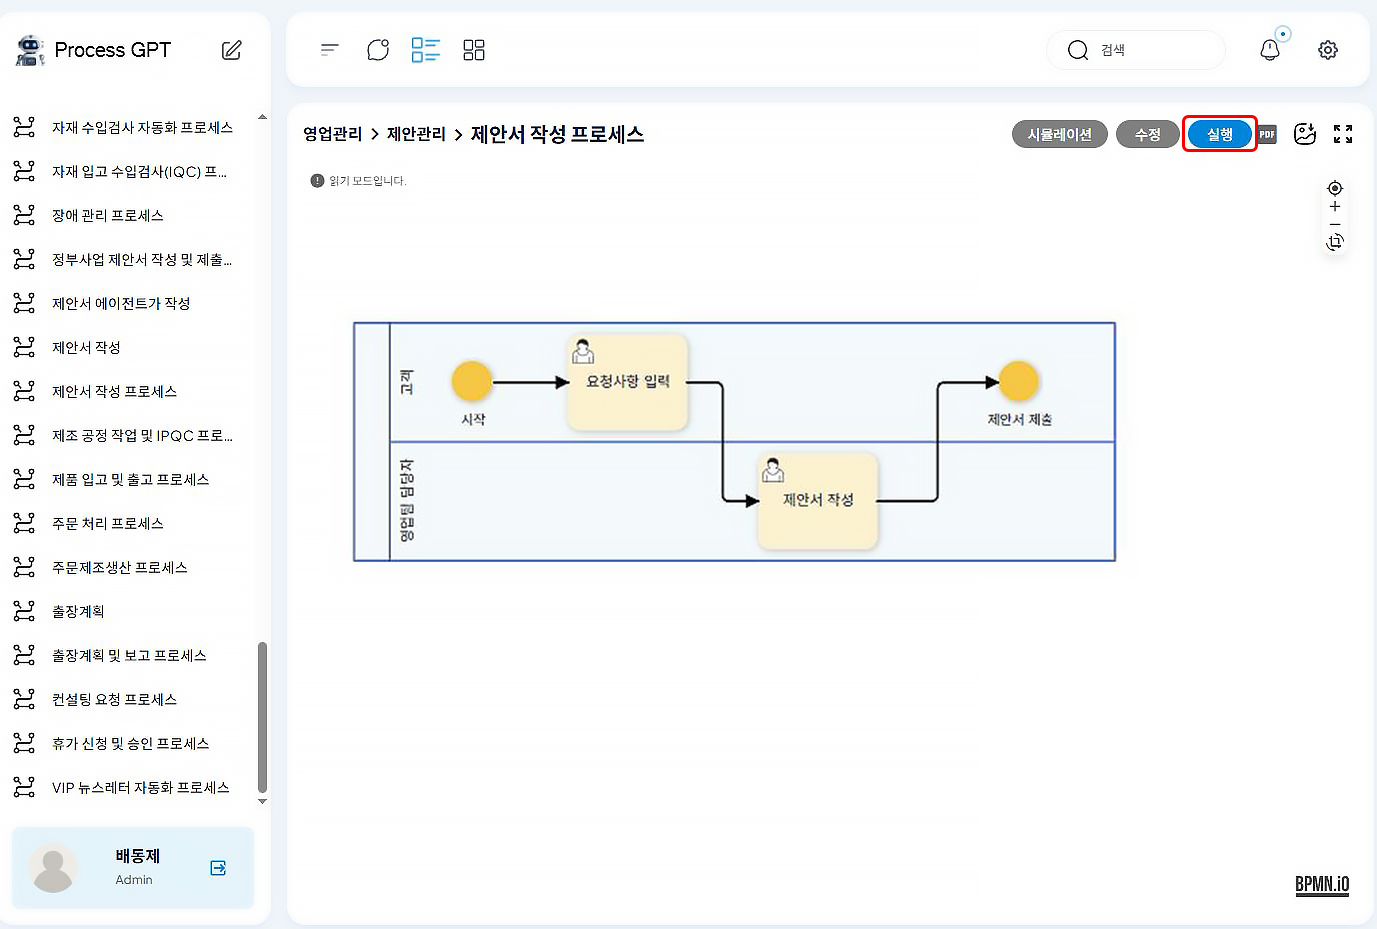 Process GPT
자재 수입검사 자동화 프로세스
자재 입고 수입검사(IQC) 프...
장애 관리 프로세스
정부사업 제안서 작성 및 제출...
제안서 에이전트가 작성
제안서 작성
제안서 작성 프로세스
제조 공정 작업 및 IPQC 프로...
제품 입고 및 출고 프로세스
주문 처리 프로세스
주문제조생산 프로세스
출장계획
출장계획 및 보고 프로세스
컨설팅 요청 프로세스
휴가 신청 및 승인 프로세스
VIP 뉴스레터 자동화 프로세스
배동제
Admin
검색
영업관리 > 제안관리 > 제안서 작성 프로세스
시뮬레이션 수정 실행 PDF
읽기 모드입니다.
고객
시작
요청사항 입력
제안서 제출
영업팀 담당자
제안서 작성
BPMN.iO